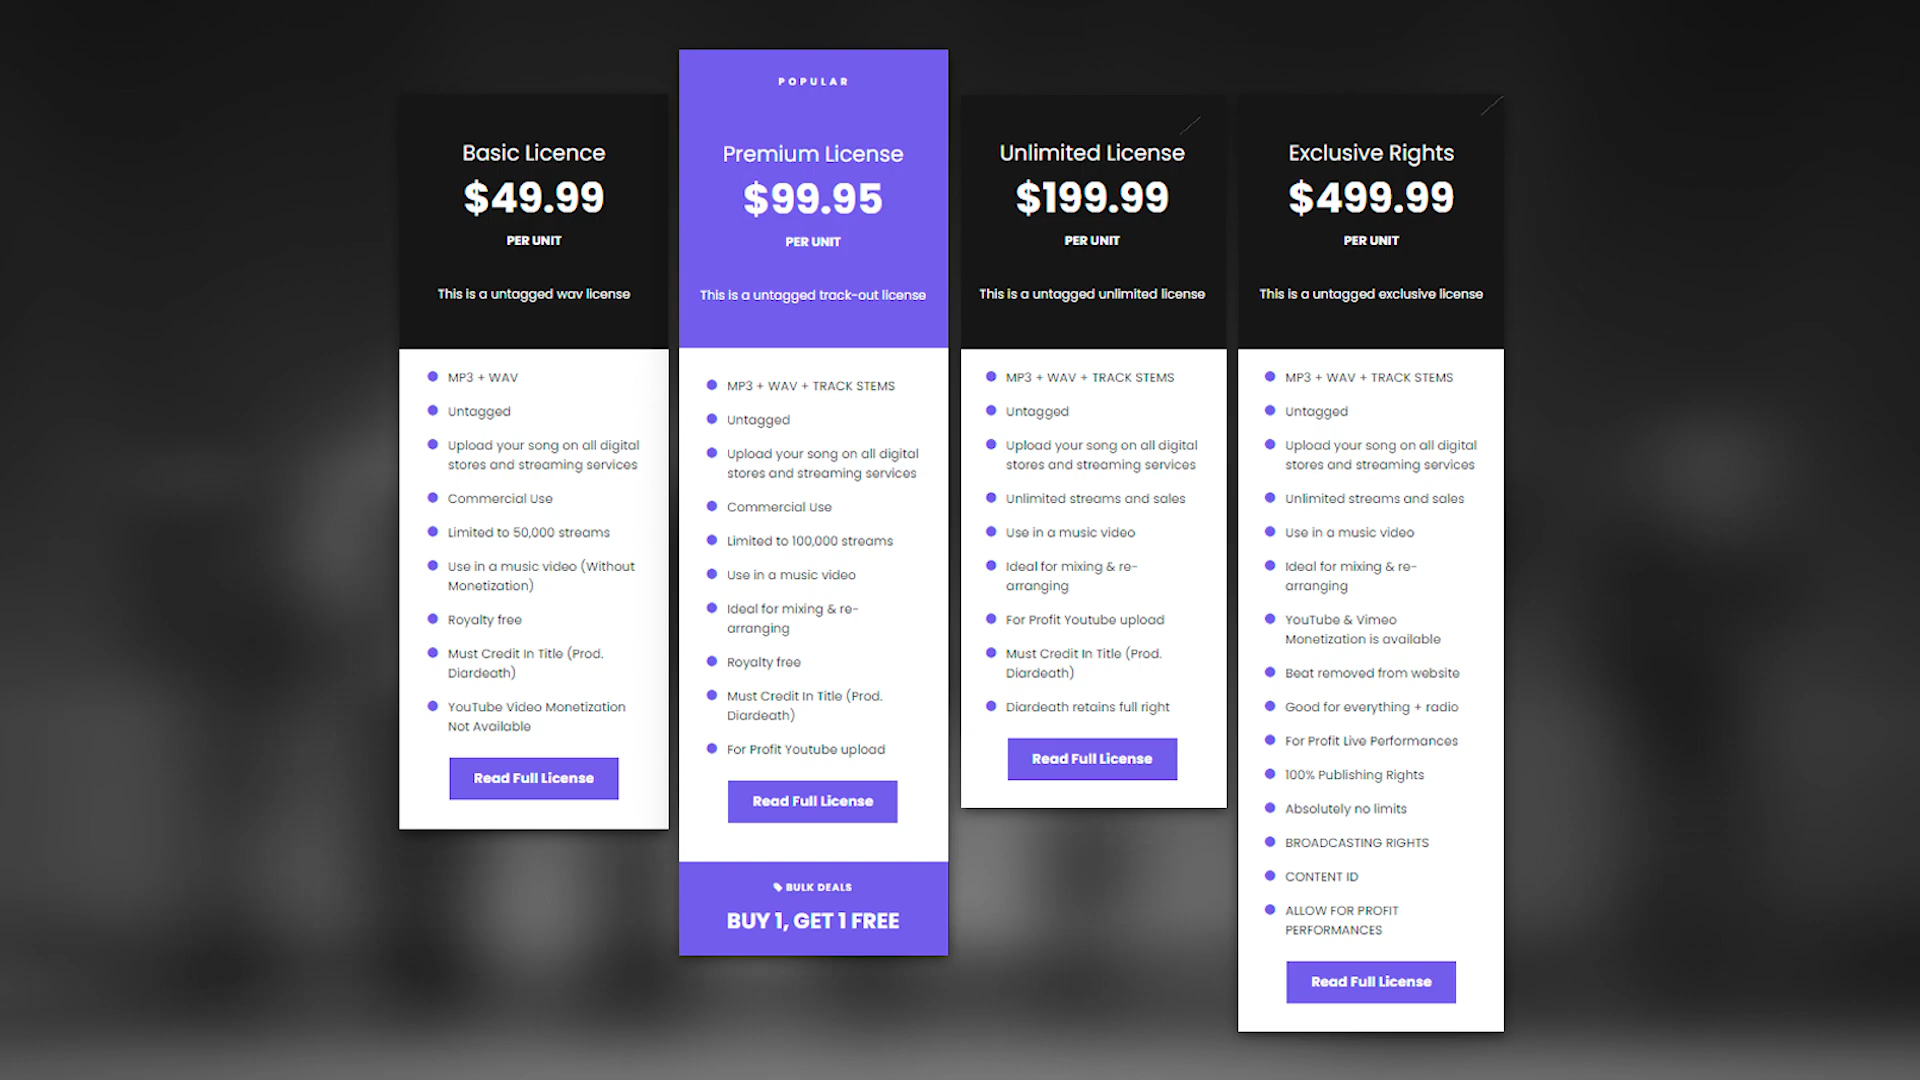 Basic Licence
$49.99
PER UNIT
This is a untagged wav license
MP3 + WAV
Untagged
Upload your song on all digital
stores and streaming services
Commercial Use
Limited to 50,000 streams
Use in a music video (Without
Monetization)
Royalty free
Must Credit In Title (Prod.
Diardeath)
YouTube Video Monetization
Not Available
Read Full License
POPULAR
Premium License
$99.95
PER UNIT
This is a untagged track-out license
MP3 + WAV + TRACK STEMS
Untagged
Upload your song on all digital
stores and streaming services
Commercial Use
Limited to 100,000 streams
Use in a music video
Ideal for mixing & re-
arranging
Royalty free
Must Credit In Title (Prod.
Diardeath)
For Profit Youtube upload
Read Full License
BULK DEALS
BUY 1, GET 1 FREE
Unlimited License
$199.99
PER UNIT
This is a untagged unlimited license
MP3 + WAV + TRACK STEMS
Untagged
Upload your song on all digital
stores and streaming services
Unlimited streams and sales
Use in a music video
Ideal for mixing & re-
arranging
For Profit Youtube upload
Must Credit In Title (Prod.
Diardeath)
Diardeath retains full right
Read Full License
Exclusive Rights
$499.99
PER UNIT
This is a untagged exclusive license
MP3 + WAV + TRACK STEMS
Untagged
Upload your song on all digital
stores and streaming services
Unlimited streams and sales
Use in a music video
Ideal for mixing & re-
arranging
YouTube & Vimeo
Monetization is available
Beat removed from website
Good for everything + radio
For Profit Live Performances
100% Publishing Rights
Absolutely no limits
BROADCASTING RIGHTS
CONTENT ID
ALLOW FOR PROFIT
PERFORMANCES
Read Full License